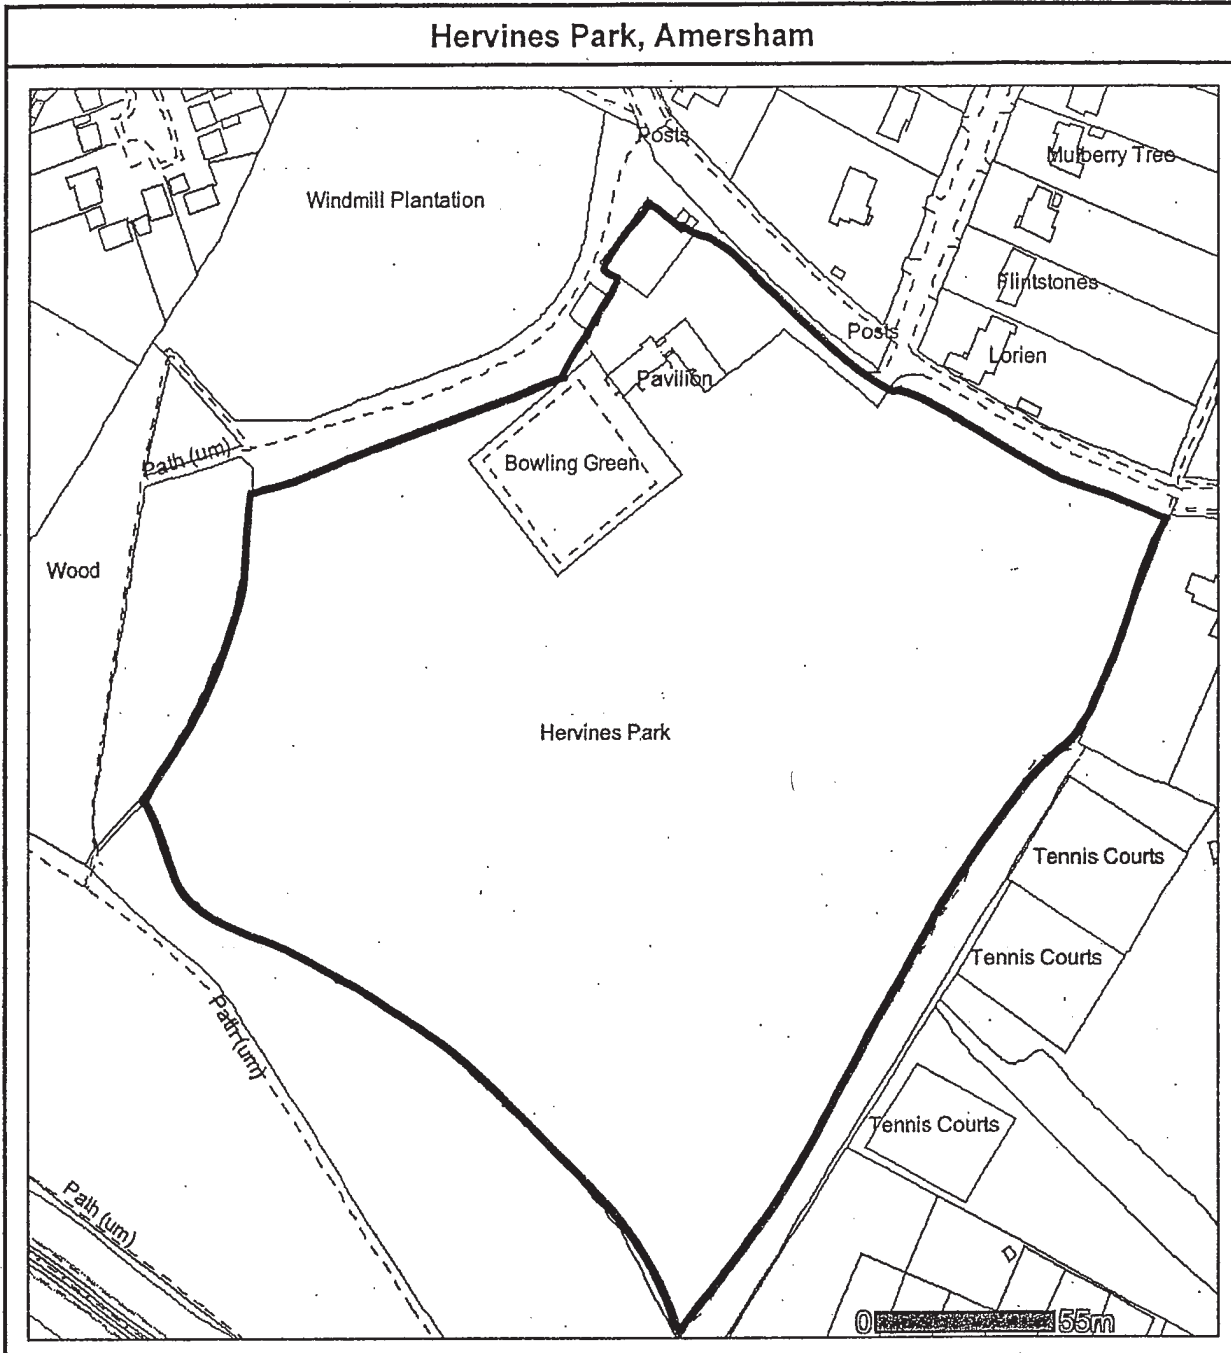 Hervines Park, Amersham
Posts
Mulberry Tree
Windmill Plantation
Flintstones
Posts
Lorien
Pavilion
Path (um)
Bowling Green
Wood
Hervines Park
Tennis Courts
Tennis Courts
Path (um)
Tennis Courts
Path (um)
0 55m